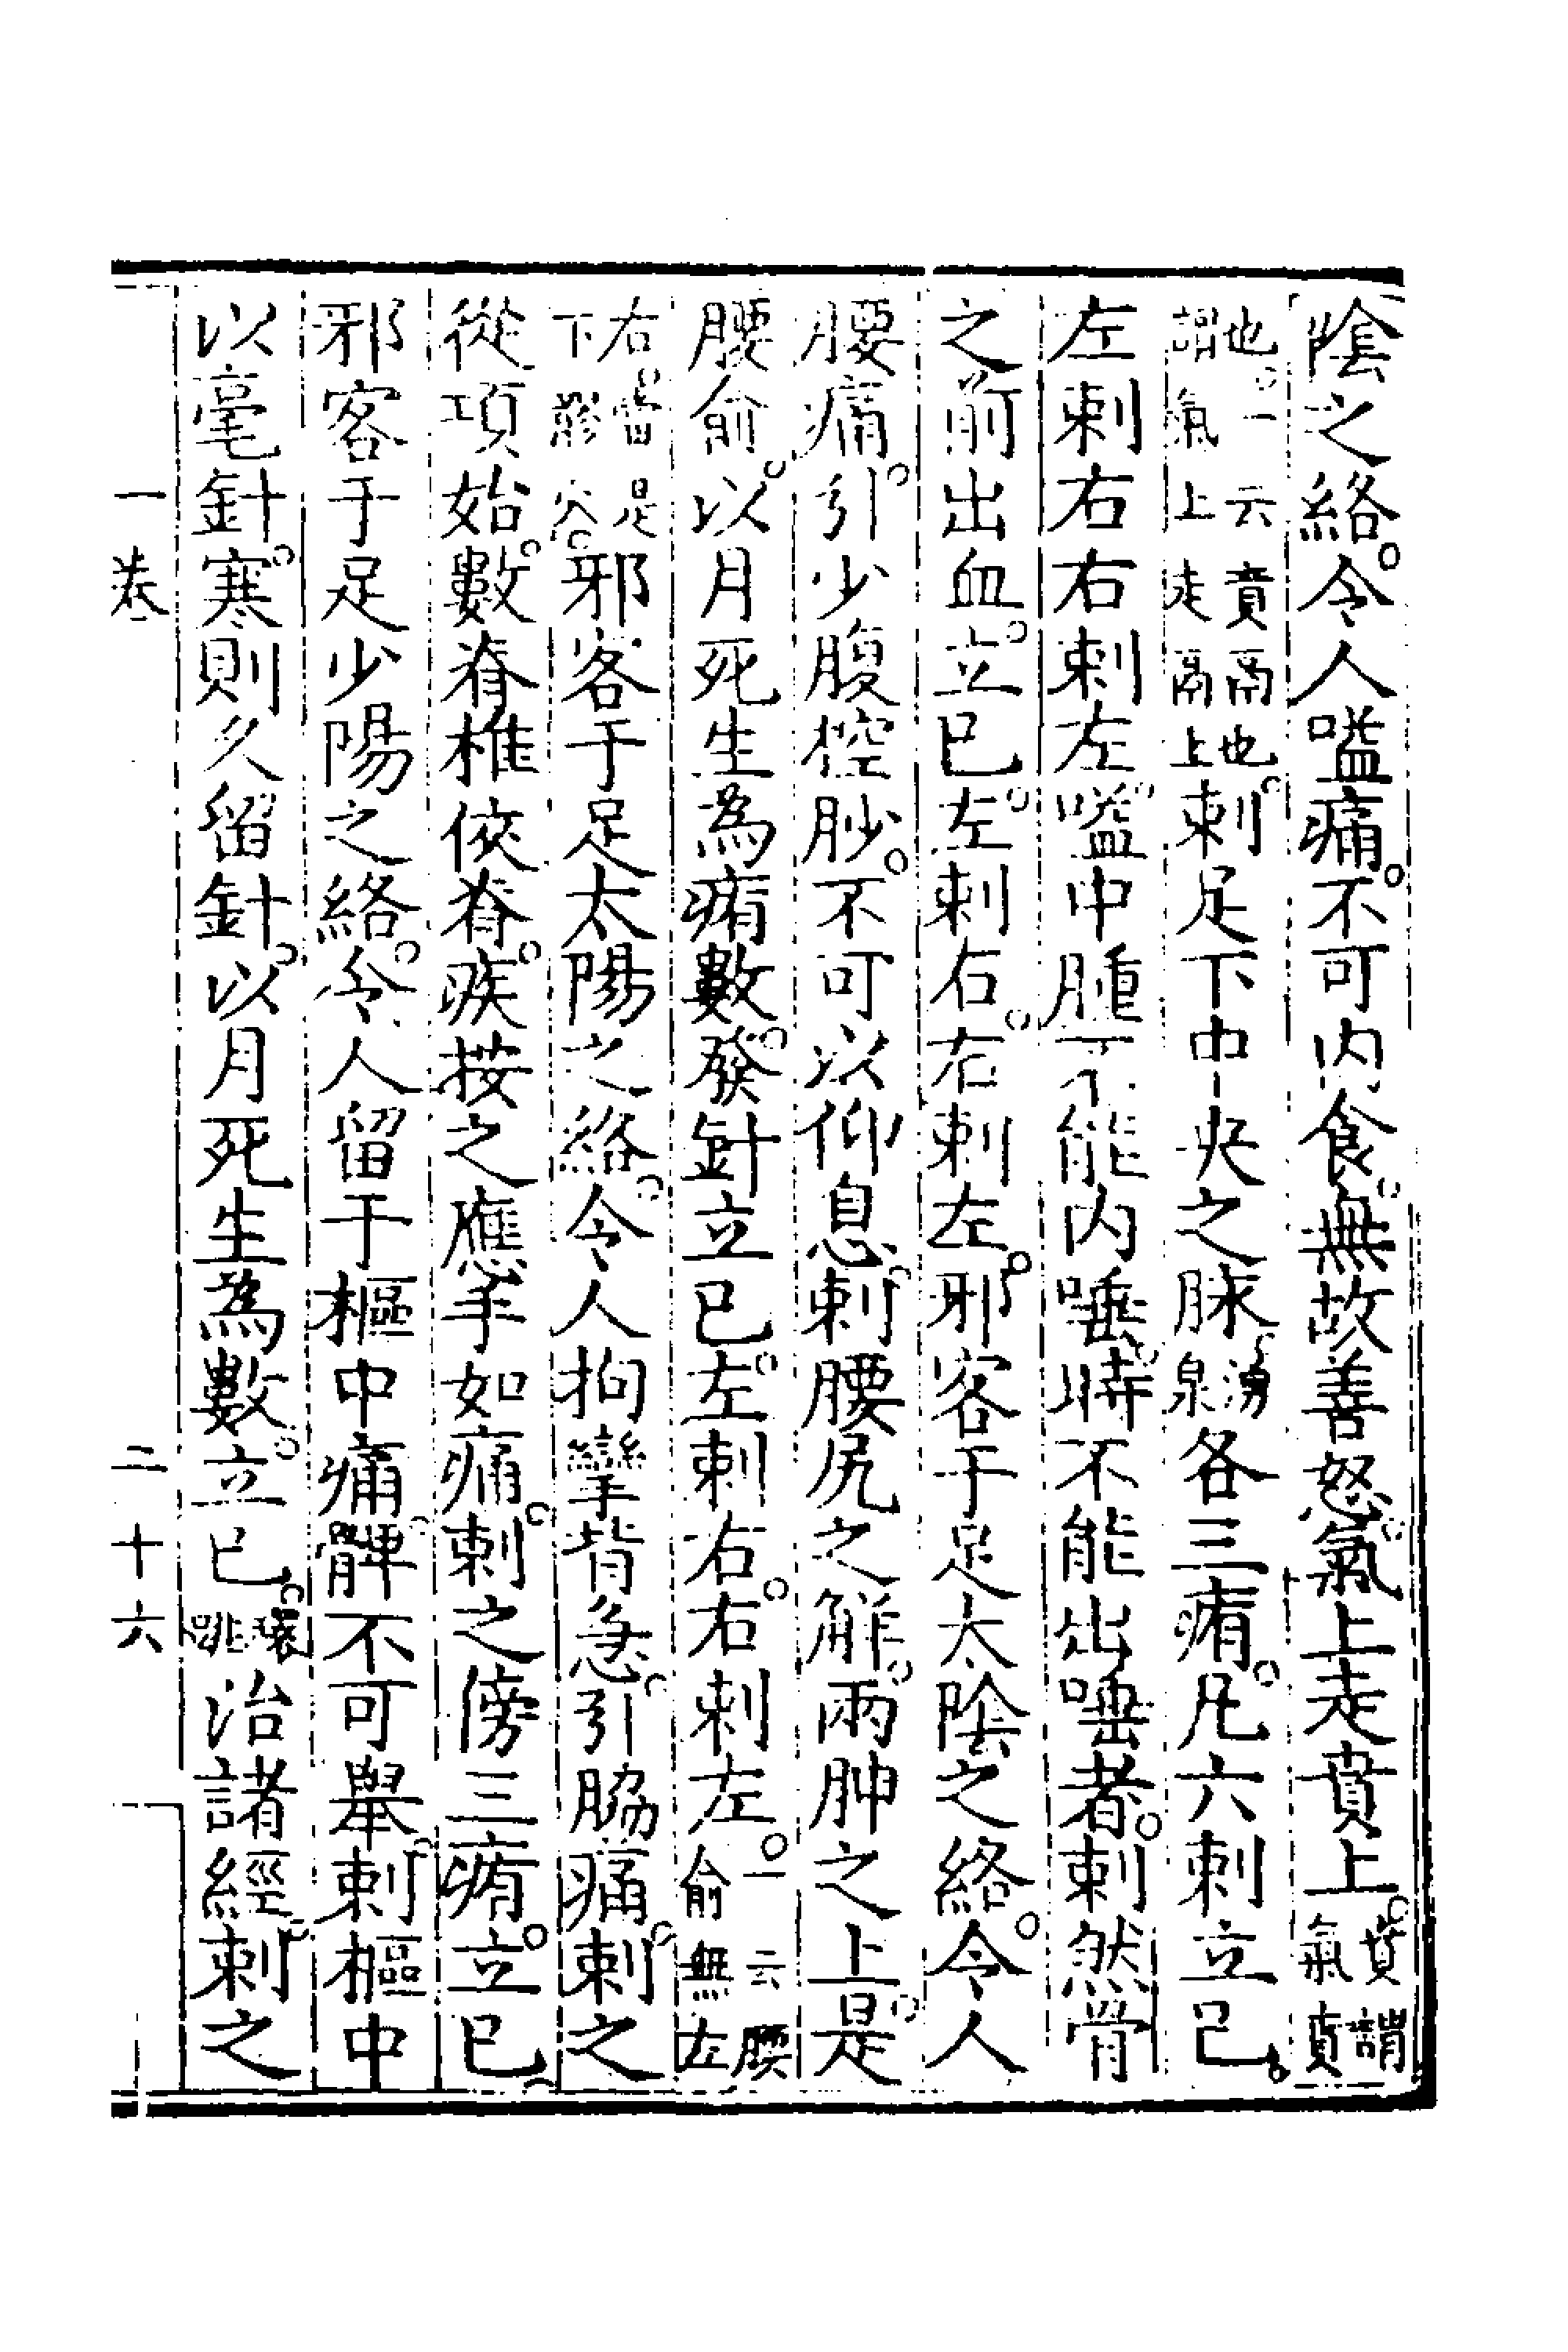 陰之絡令人嗌痛不可内食無故善怒氣上走賁上賁謂氣賁
也一云賁鬲也謂氣上走鬲上刺足下中央之脉湧泉各三痏凡六刺立已
左刺右右刺左嗌中腫不能内唾時不能出唾者刺然骨
之前出血立已左刺右右刺左邪客于足太陰之絡令人
腰痛引少腹控䏚不可以仰息刺腰尻之解兩胂之上是
腰俞以月死生為痏數發針立已左刺右右刺左一云腰俞無左
右當是下髎穴邪客于足太陽之絡令人拘攣背急引脇痛刺之
從項始數脊椎俠脊疾按之應手如痛刺之傍三痏立已
邪客于足少陽之絡令人留于樞中痛髀不可舉刺樞中
以毫針寒則久留針以月死生為數立已環跳治諸經刺之
一卷 二十六